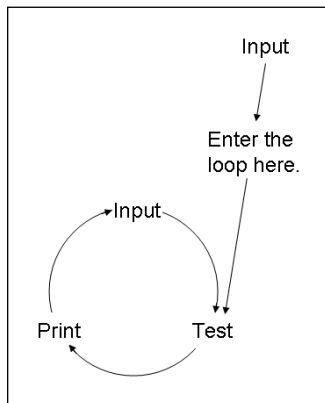 Input
Enter the
loop here.
Input
Print
Test